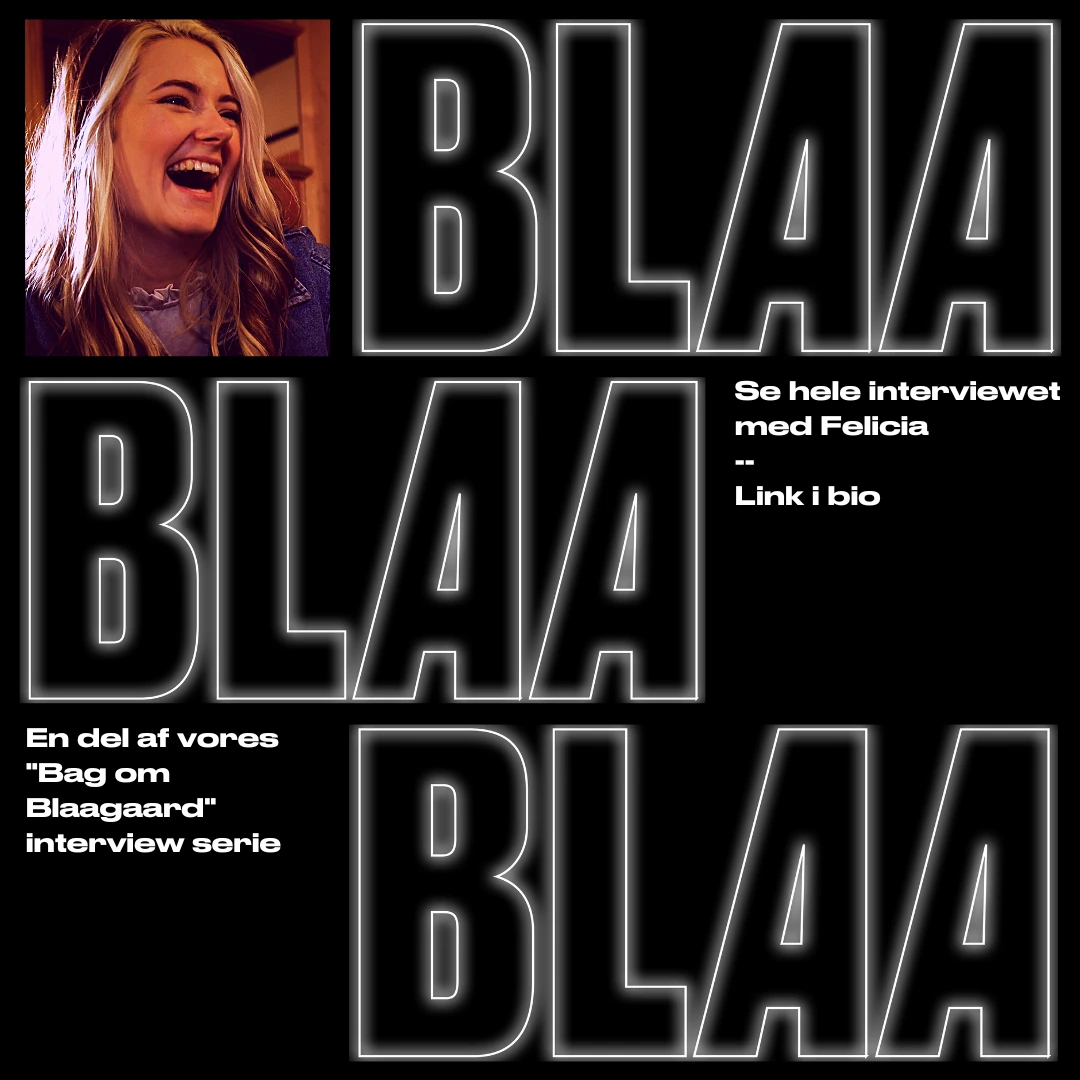 BLAA
BLAA
Se hele interviewet
med Felicia
--
Link i bio
En del af vores
"Bag om
Blaagaard"
interview serie
BLAA